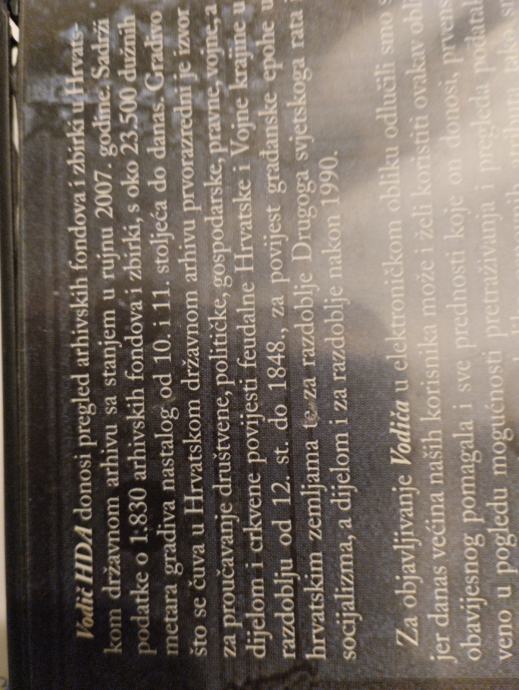 Vodič HDA donosi pregled arhivskih fondova i zbirki u Hrvats-
kom državnom arhivu sa stanjem u rujnu 2007. godine. Sadrži
podatke o 1.830 arhivskih fondova i zbirki, s oko 23.500 dužnih
metara gradiva nastalog od 10. i 11. stoljeća do danas. Gradivo
što se čuva u Hrvatskom državnom arhivu prvorazredni je izvor
za proučavanje društvene, političke, gospodarske, pravne, vojne, a
dijelom i crkvene povijesti feudalne Hrvatske i Vojne krajine u
razdoblju od 12. st. do 1848., za povijest građanske epohe u
hrvatskim zemljama te za razdoblje Drugoga svjetskoga rata i
socijalizma, a dijelom i za razdoblje nakon 1990.
Za objavljivanje Vodiča u elektroničkom obliku odlučili smo s
jer danas većina naših korisnika može i želi koristiti ovakav obli
obavijesnog pomagala i sve prednosti koje on donosi, prvens
veno u pogledu mogućnosti pretraživanja i pregleda podatak